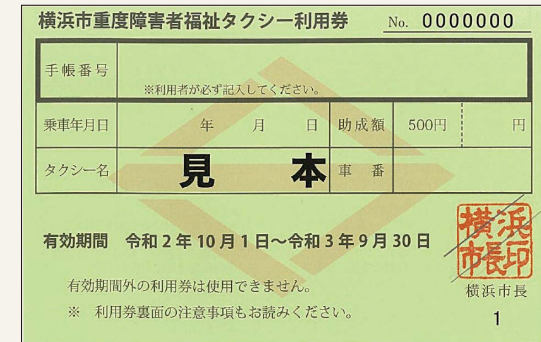 横浜市重度障害者福祉タクシー利用券 No. 0000000
手帳番号
※利用者が必ず記入してください。
乗車年月日 年 月 日 助成額 500円 円
タクシー名 見 本 車 番
有効期間 令和2年10月1日～令和3年9月30日
横浜市長印
有効期間外の利用券は使用できません。
横浜市長
※ 利用券裏面の注意事項もお読みください。
1